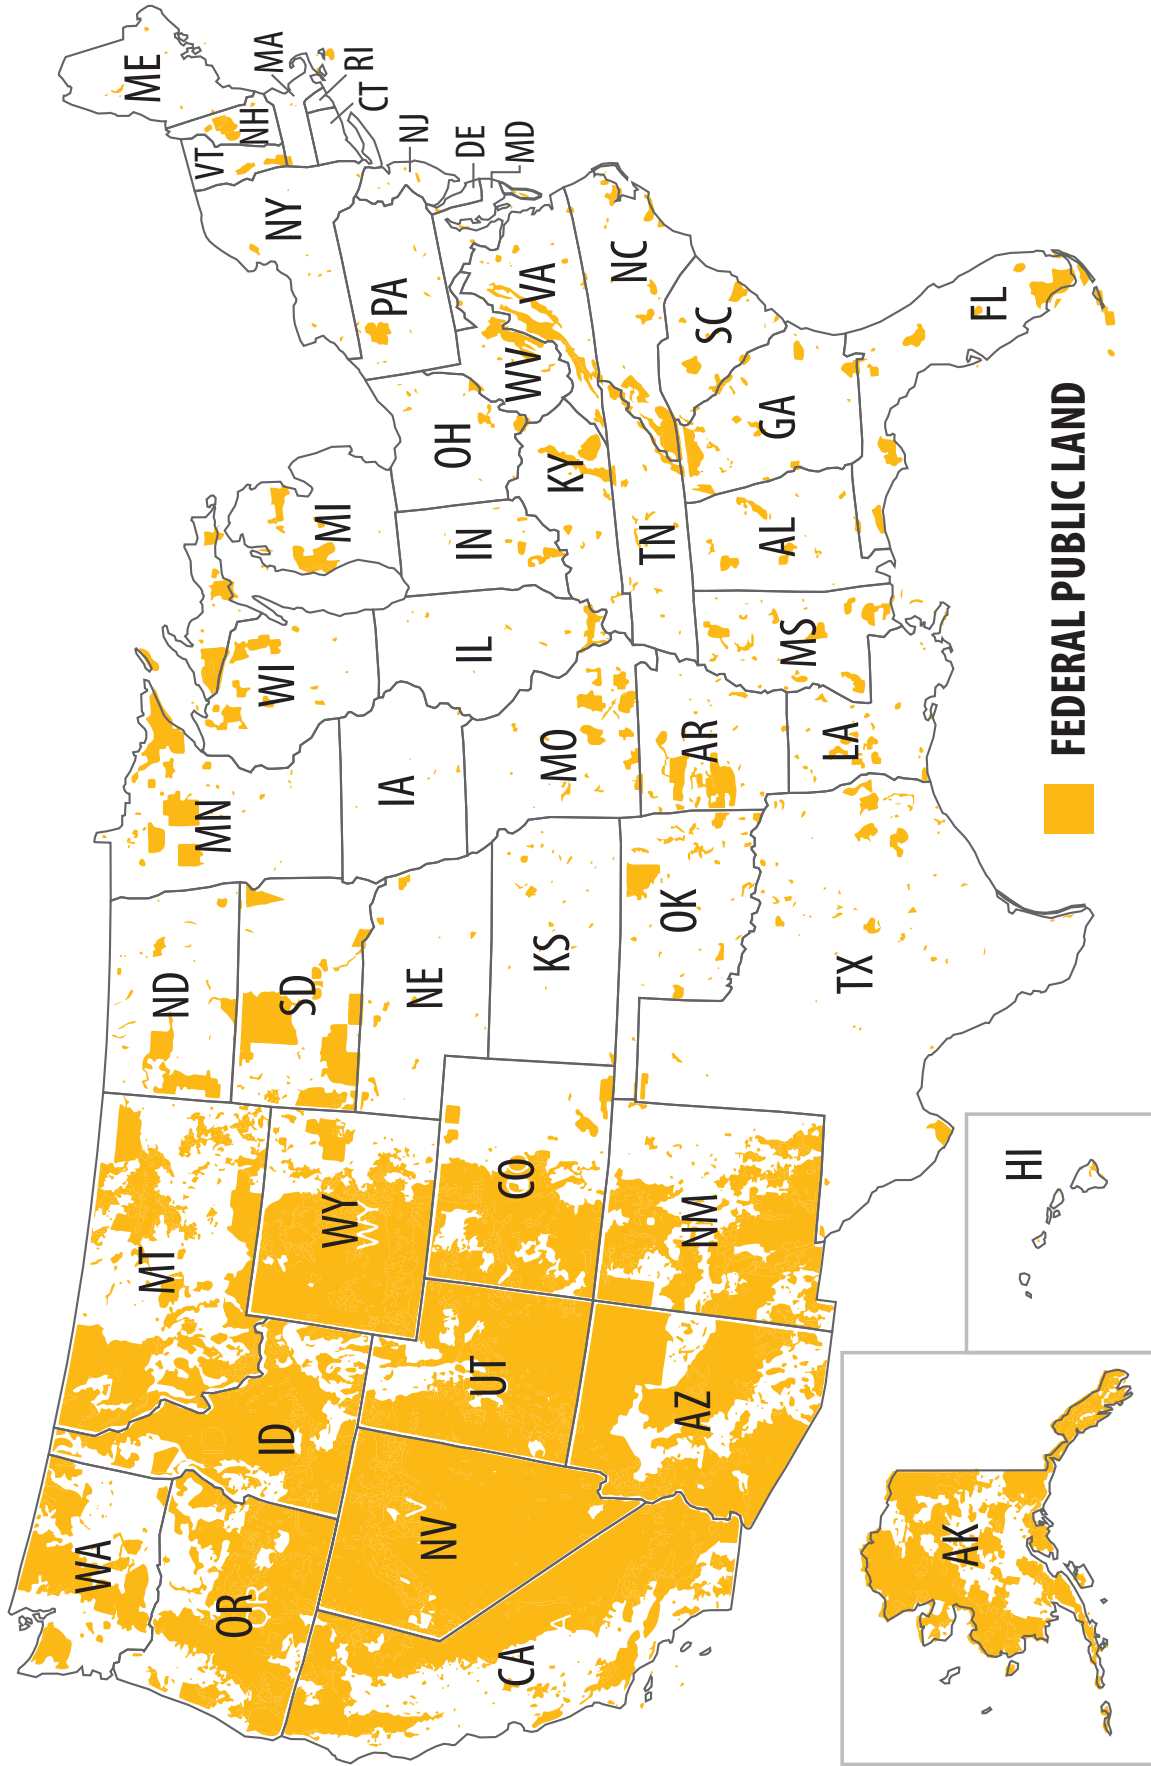 WA
OR
CA
NV
ID
MT
WY
UT
AZ
CO
NM
ND
SD
NE
KS
OK
TX
MN
IA
MO
AR
LA
WI
IL
MI
IN
OH
KY
TN
MS
AL
GA
FL
SC
NC
VA
WV
PA
NY
VT
NH
ME
MA
RI
CT
NJ
DE
MD
AK
HI
FEDERAL PUBLIC LAND